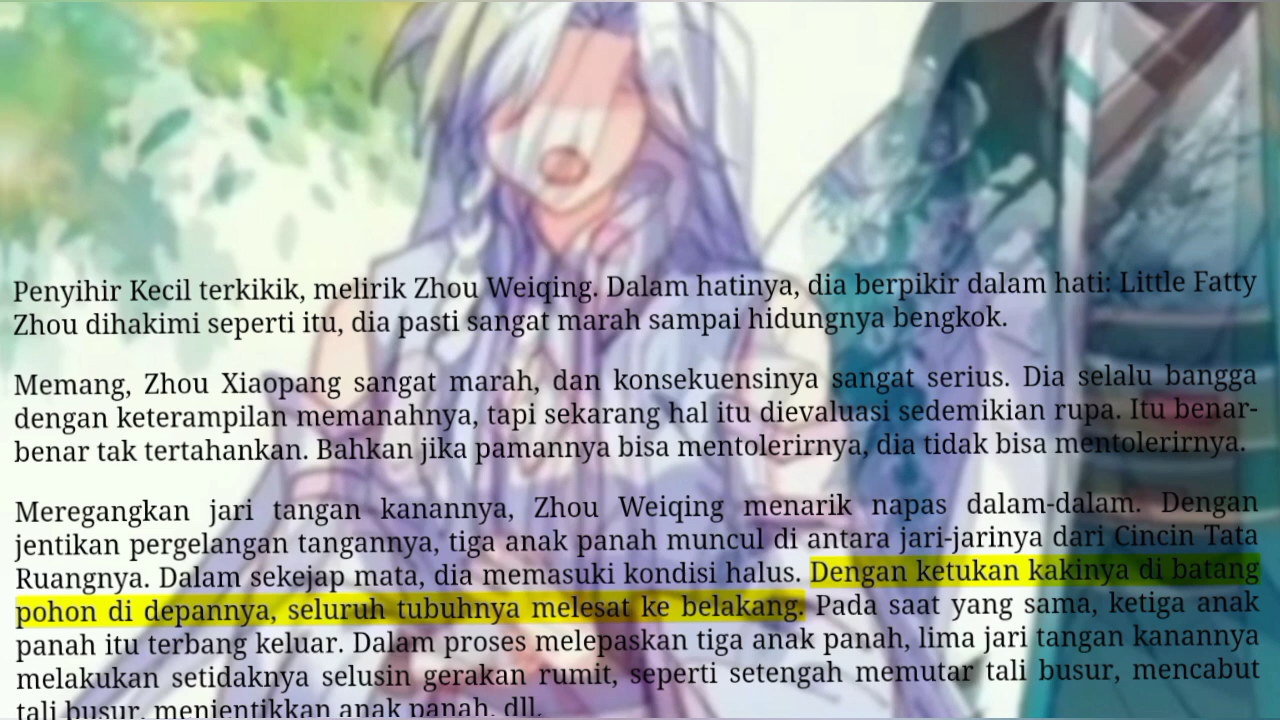 Penyihir Kecil terkikik, melirik Zhou Weiqing. Dalam hatinya, dia berpikir dalam hati: Little Fatty
Zhou dihakimi seperti itu, dia pasti sangat marah sampai hidungnya bengkok.
Memang, Zhou Xiaopang sangat marah, dan konsekuensinya sangat serius. Dia selalu bangga
dengan keterampilan memanahnya, tapi sekarang hal itu dievaluasi sedemikian rupa. Itu benar-
benar tak tertahankan. Bahkan jika pamannya bisa mentolerirnya, dia tidak bisa mentolerirnya.
Meregangkan jari tangan kanannya, Zhou Weiqing menarik napas dalam-dalam. Dengan
jentikan pergelangan tangannya, tiga anak panah muncul di antara jari-jarinya dari Cincin Tata
Ruangnya. Dalam sekejap mata, dia memasuki kondisi halus. Dengan ketukan kakinya di batang
pohon di depannya, seluruh tubuhnya melesat ke belakang. Pada saat yang sama, ketiga anak
panah itu terbang keluar. Dalam proses melepaskan tiga anak panah, lima jari tangan kanannya
melakukan setidaknya selusin gerakan rumit, seperti setengah memutar tali busur, mencabut
tali busur, menjentikkan anak panah, dll.